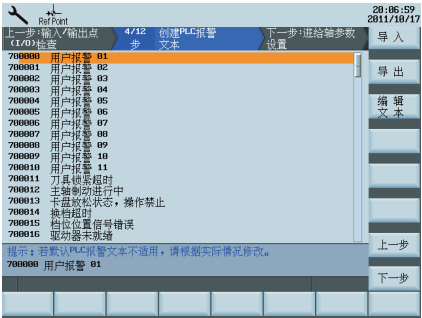 Ref Point
20:06:59
2011/10/17
上一步:输入/输出点
(I/O)检查
4/12
步
创建PLC报警
文本
下一步:进给轴参数
设置
导入
700000 用户报警 01
700001 用户报警 02
700002 用户报警 03
700003 用户报警 04
700004 用户报警 05
700005 用户报警 06
700006 用户报警 07
700007 用户报警 08
700008 用户报警 09
700009 用户报警 10
700010 用户报警 11
700011 刀具锁紧超时
700012 主轴制动进行中
700013 卡盘放松状态，操作禁止
700014 换档超时
700015 档位位置信号错误
700016 驱动器未就绪
导出
编辑
文本
提示：若默认PLC报警文本不适用，请根据实际情况修改。
700000 用户报警 01
上一步
下一步